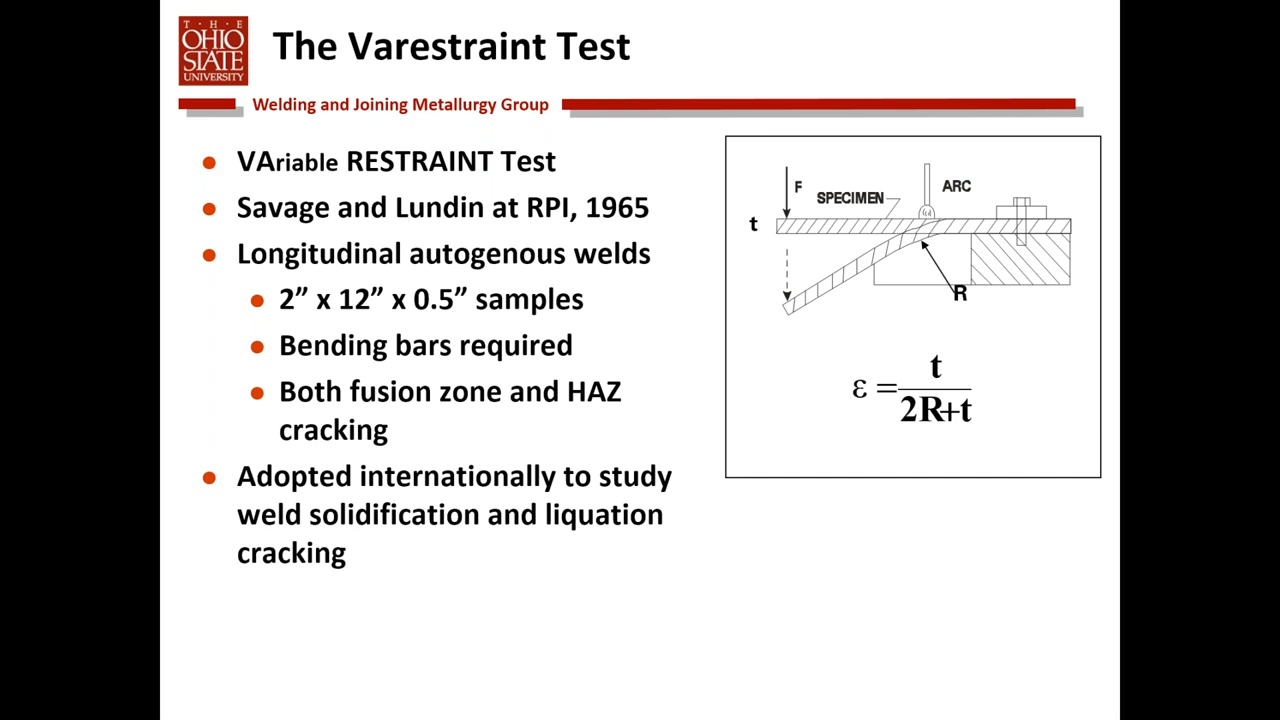 T · H · E
OHIO
STATE
UNIVERSITY
The Varestraint Test
Welding and Joining Metallurgy Group
● VAriable RESTRAINT Test
● Savage and Lundin at RPI, 1965
● Longitudinal autogenous welds
● 2” x 12” x 0.5” samples
● Bending bars required
● Both fusion zone and HAZ
cracking
● Adopted internationally to study
weld solidification and liquation
cracking
F
SPECIMEN
ARC
t
R
ε = t
2R+t